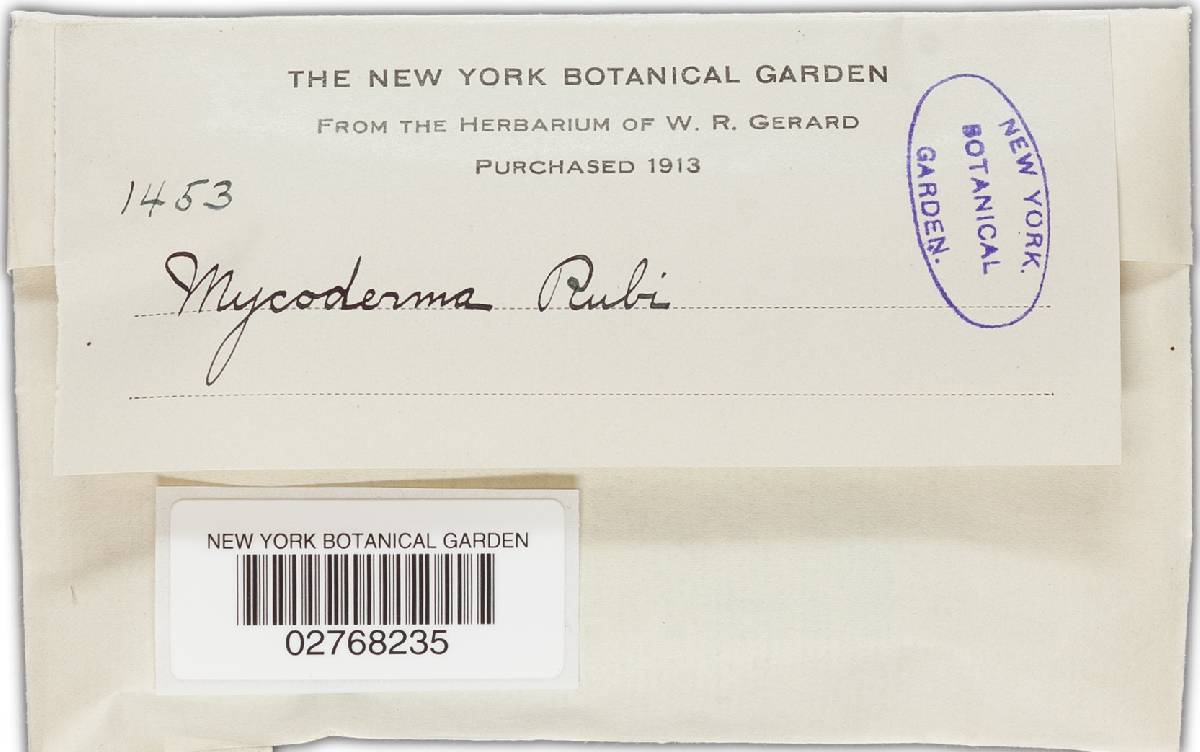 THE NEW YORK BOTANICAL GARDEN
FROM THE HERBARIUM OF W. R. GERARD
PURCHASED 1913
1453
Mycoderma Rubi
NEW YORK.
BOTANICAL
GARDEN.
NEW YORK BOTANICAL GARDEN
02768235